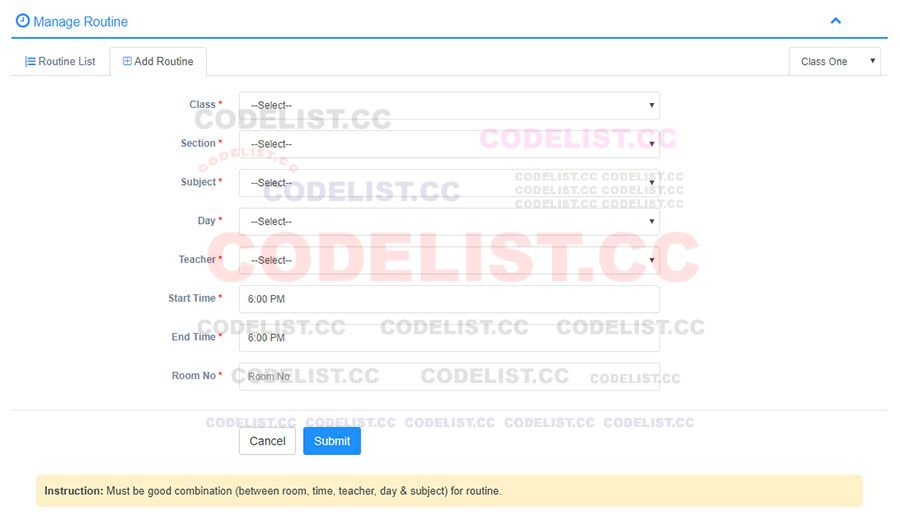 Manage Routine
Routine List
Add Routine
Class One
Class *
--Select--
CODELIST.CC
Section *
--Select--
CODELIST.CC
CODELIST.CC
Subject *
--Select--
CODELIST.CC
CODELIST.CC CODELIST.CC
CODELIST.CC CODELIST.CC
CODELIST.CC CODELIST.CC
Day *
--Select--
Teacher *
--Select--
CODELIST.CC
Start Time *
6:00 PM
CODELIST.CC CODELIST.CC CODELIST.CC
End Time *
6:00 PM
Room No *
Room No
CODELIST.CC CODELIST.CC CODELIST.CC
CODELIST.CC CODELIST.CC CODELIST.CC CODELIST.CC CODELIST.CC
Cancel
Submit
Instruction: Must be good combination (between room, time, teacher, day & subject) for routine.